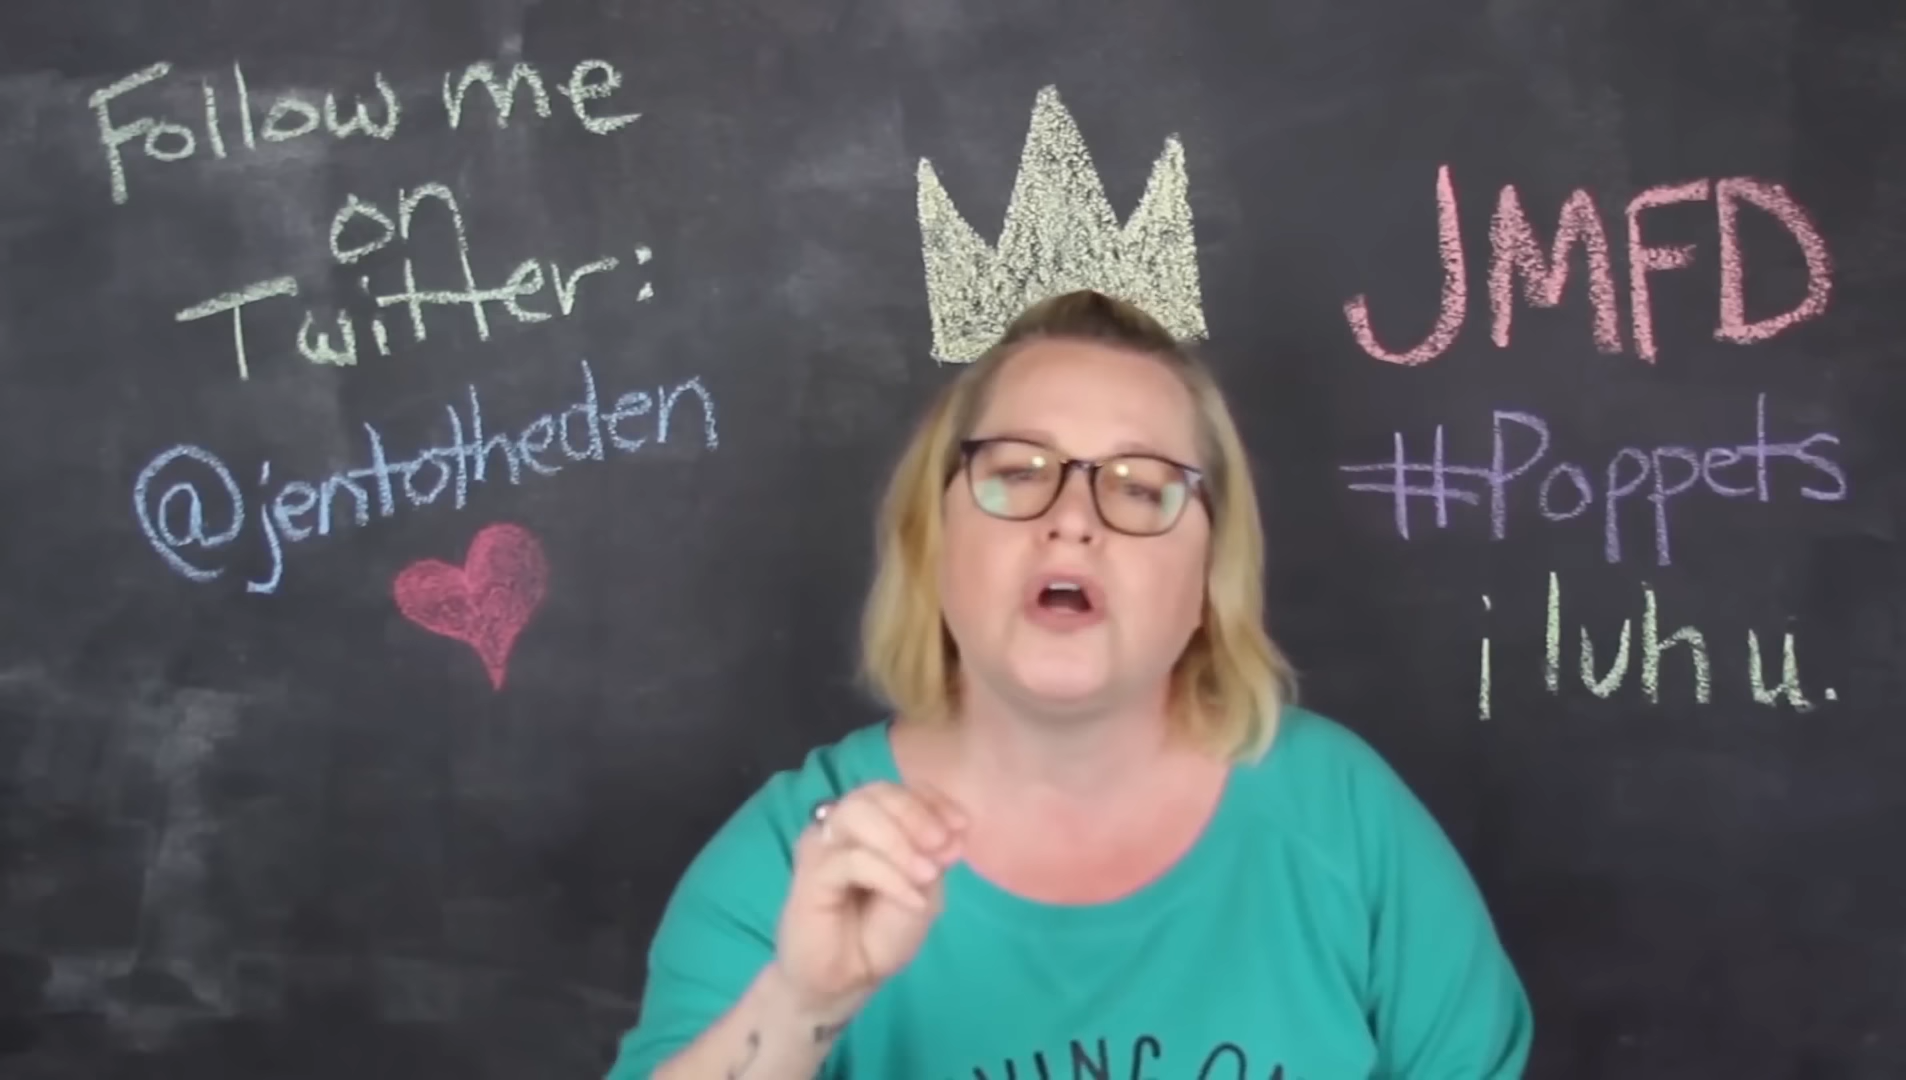 Follow me
on
Twitter:
@jentotheden
JMFD
#Poppets
i luh u.